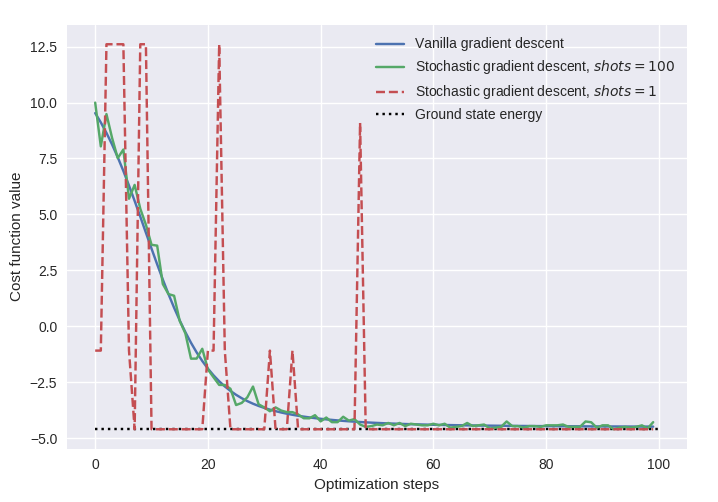 12.5
10.0
7.5
5.0
2.5
0.0
−2.5
−5.0
Cost function value
Vanilla gradient descent
Stochastic gradient descent, shots = 100
Stochastic gradient descent, shots = 1
Ground state energy
0 20 40 60 80 100
Optimization steps